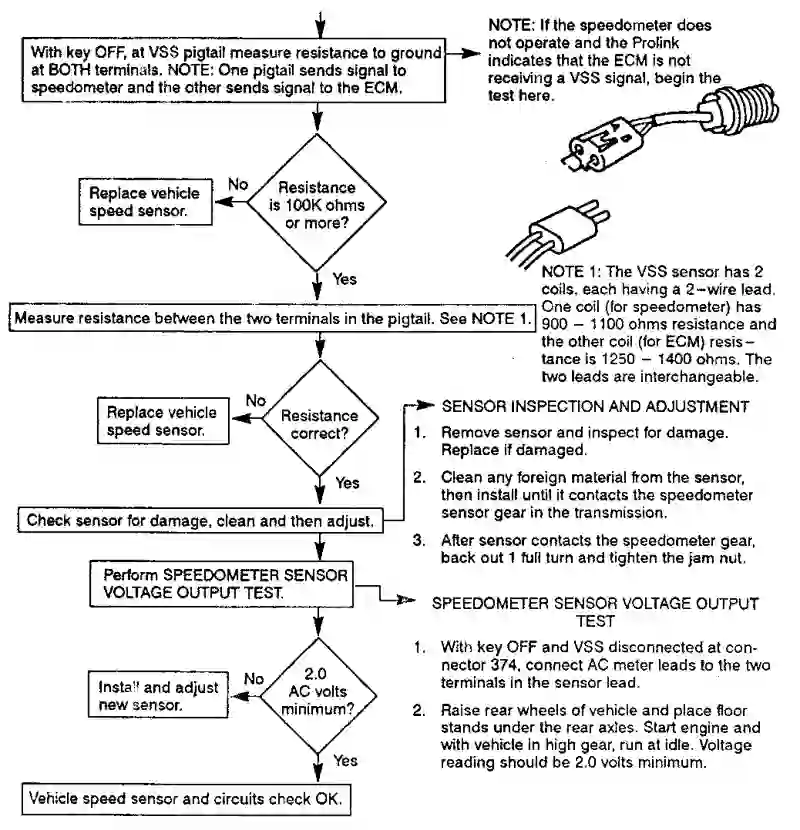 With key OFF, at VSS pigtail measure resistance to ground
at BOTH terminals. NOTE: One pigtail sends signal to
speedometer and the other sends signal to the ECM.
NOTE: If the speedometer does
not operate and the Prolink
indicates that the ECM is not
receiving a VSS signal, begin the
test here.
A B
Resistance
is 100K ohms
or more?
No
Replace vehicle
speed sensor.
Yes
NOTE 1: The VSS sensor has 2
coils, each having a 2-wire lead.
One coil (for speedometer) has
900 - 1100 ohms resistance and
the other coil (for ECM) resis-
tance is 1250 - 1400 ohms. The
two leads are interchangeable.
Measure resistance between the two terminals in the pigtail. See NOTE 1.
Resistance
correct?
No
Replace vehicle
speed sensor.
Yes
Check sensor for damage, clean and then adjust.
SENSOR INSPECTION AND ADJUSTMENT
1. Remove sensor and inspect for damage.
Replace if damaged.
2. Clean any foreign material from the sensor,
then install until it contacts the speedometer
sensor gear in the transmission.
3. After sensor contacts the speedometer gear,
back out 1 full turn and tighten the jam nut.
Perform SPEEDOMETER SENSOR
VOLTAGE OUTPUT TEST.
SPEEDOMETER SENSOR VOLTAGE OUTPUT
TEST
1. With key OFF and VSS disconnected at con-
nector 374, connect AC meter leads to the two
terminals in the sensor lead.
2. Raise rear wheels of vehicle and place floor
stands under the rear axles. Start engine and
with vehicle in high gear, run at idle. Voltage
reading should be 2.0 volts minimum.
2.0
AC volts
minimum?
No
Install and adjust
new sensor.
Yes
Vehicle speed sensor and circuits check OK.